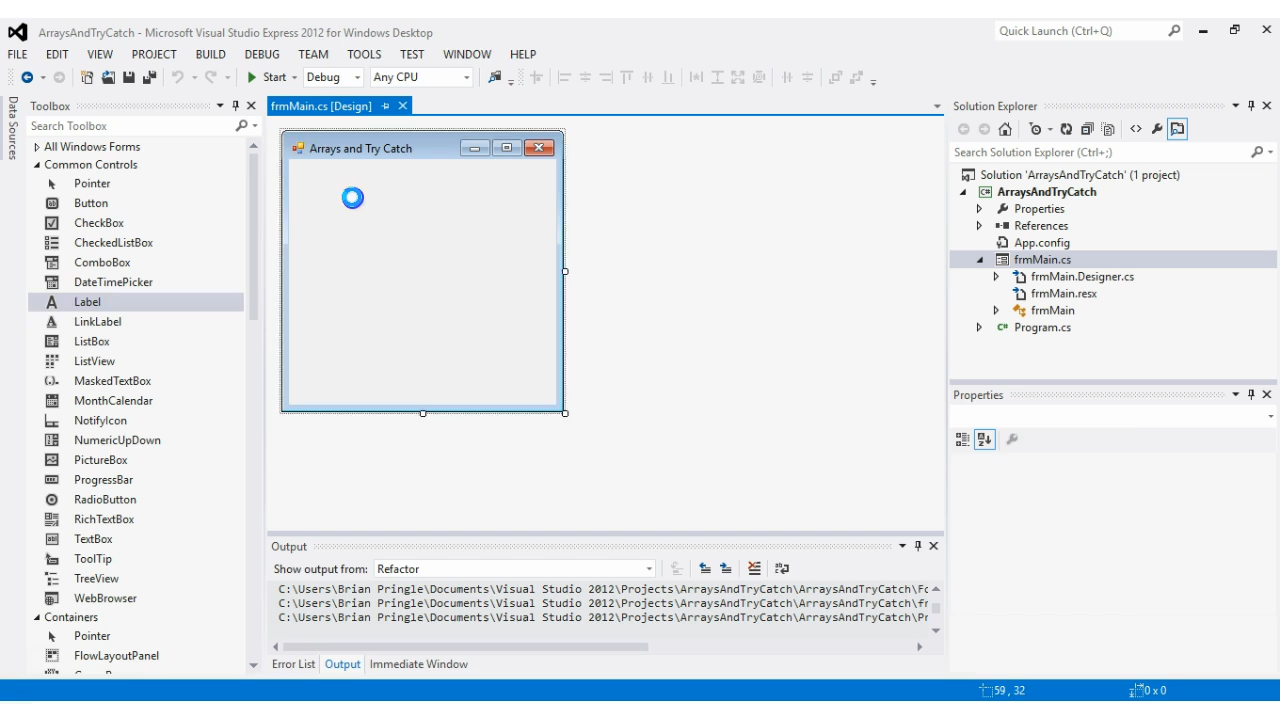 ArraysAndTryCatch - Microsoft Visual Studio Express 2012 for Windows Desktop
Quick Launch (Ctrl+Q)
FILE EDIT VIEW PROJECT BUILD DEBUG TEAM TOOLS TEST WINDOW HELP
Start Debug Any CPU
Data Sources
Toolbox
Search Toolbox
All Windows Forms
Common Controls
Pointer
Button
CheckBox
CheckedListBox
ComboBox
DateTimePicker
Label
LinkLabel
ListBox
ListView
MaskedTextBox
MonthCalendar
NotifyIcon
NumericUpDown
PictureBox
ProgressBar
RadioButton
RichTextBox
TextBox
ToolTip
TreeView
WebBrowser
Containers
Pointer
FlowLayoutPanel
frmMain.cs [Design]
Arrays and Try Catch
Output
Show output from: Refactor
C:\Users\Brian Pringle\Documents\Visual Studio 2012\Projects\ArraysAndTryCatch\ArraysAndTryCatch\Fo
C:\Users\Brian Pringle\Documents\Visual Studio 2012\Projects\ArraysAndTryCatch\ArraysAndTryCatch\fr
C:\Users\Brian Pringle\Documents\Visual Studio 2012\Projects\ArraysAndTryCatch\ArraysAndTryCatch\Pr
Error List Output Immediate Window
Solution Explorer
Search Solution Explorer (Ctrl+;)
Solution 'ArraysAndTryCatch' (1 project)
ArraysAndTryCatch
Properties
References
App.config
frmMain.cs
frmMain.Designer.cs
frmMain.resx
frmMain
Program.cs
Properties
59 , 32
0 x 0